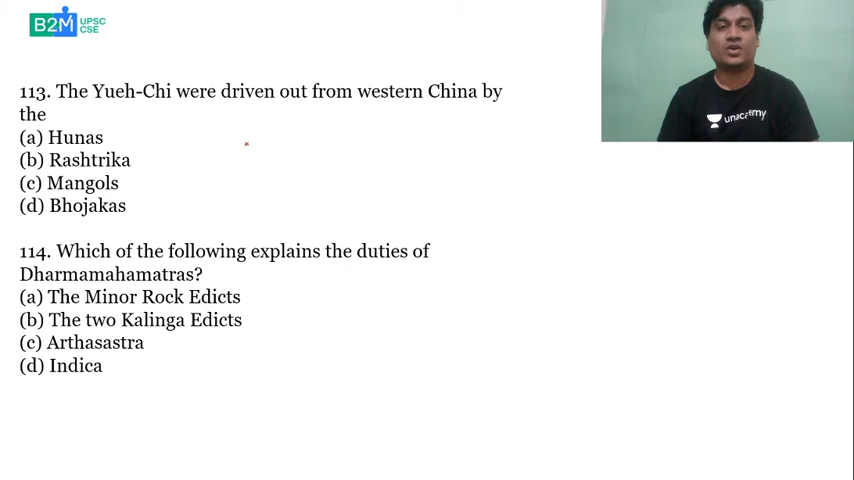 B2M UPSC
CSE
unacademy
113. The Yueh-Chi were driven out from western China by
the
(a) Hunas
(b) Rashtrika
(c) Mangols
(d) Bhojakas
114. Which of the following explains the duties of
Dharmamahamatras?
(a) The Minor Rock Edicts
(b) The two Kalinga Edicts
(c) Arthasastra
(d) Indica